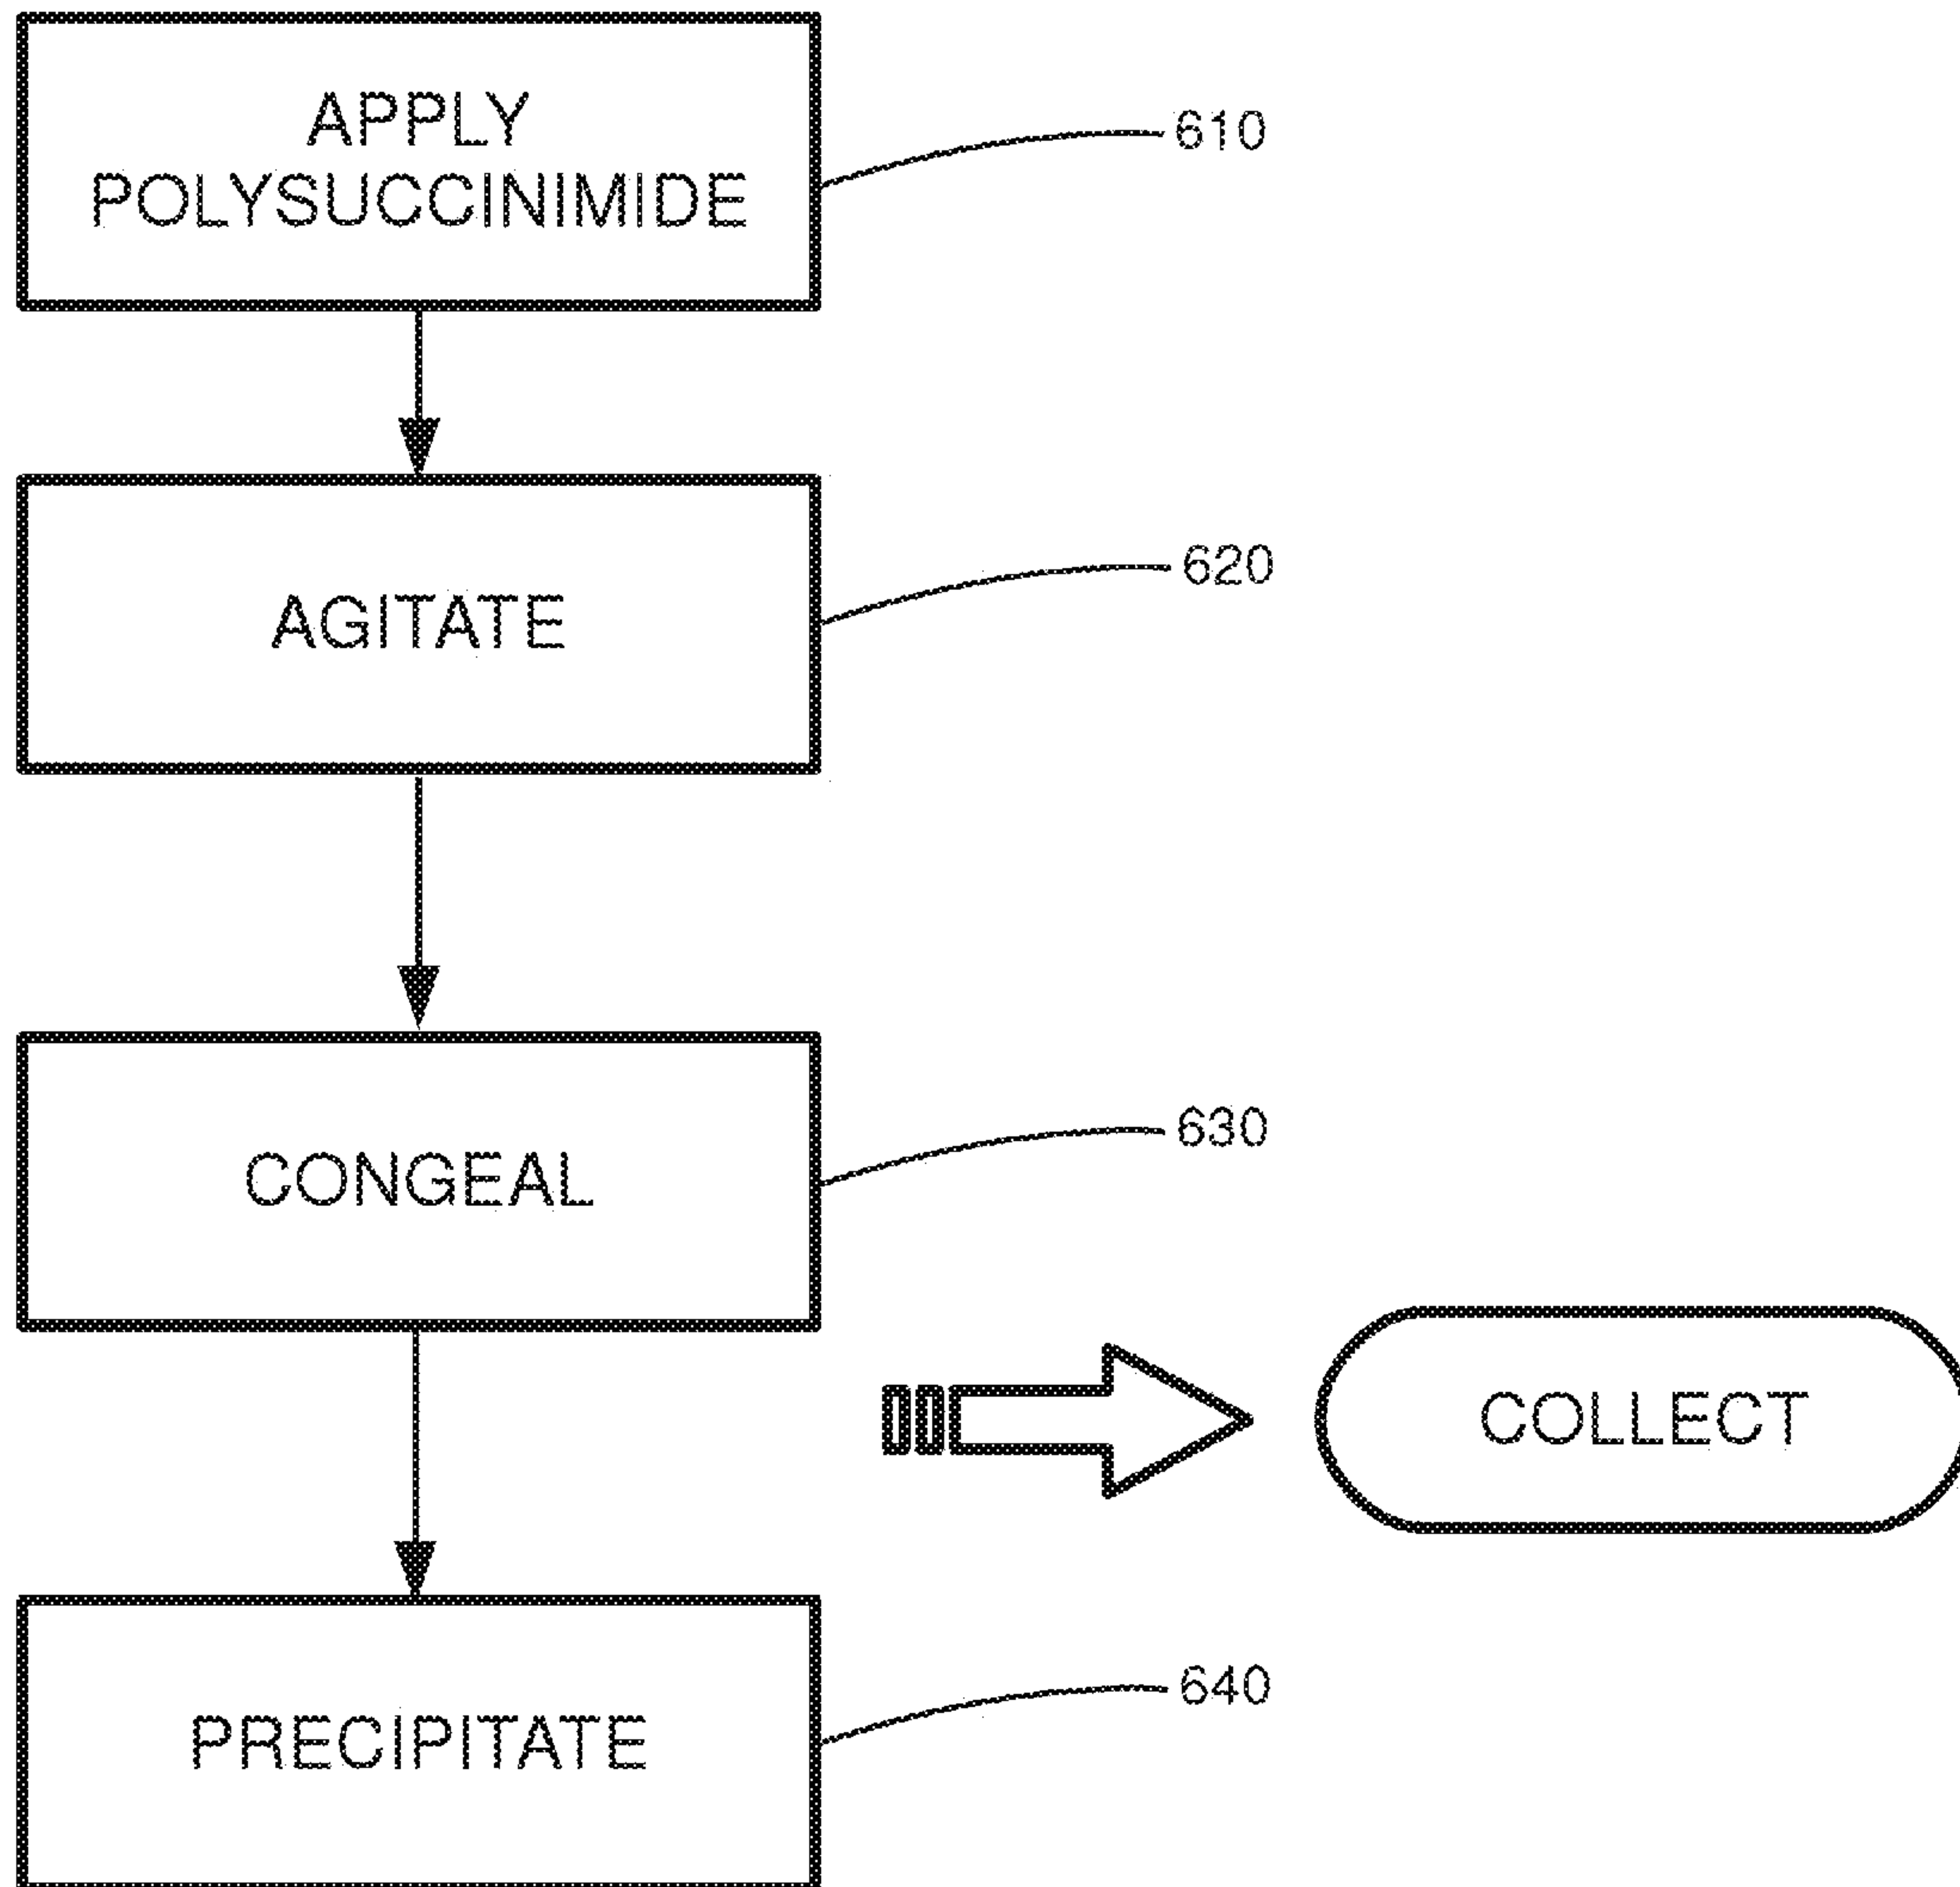 APPLY
POLYSUCCINIMIDE
610
AGITATE
620
CONGEAL
630
COLLECT
PRECIPITATE
640